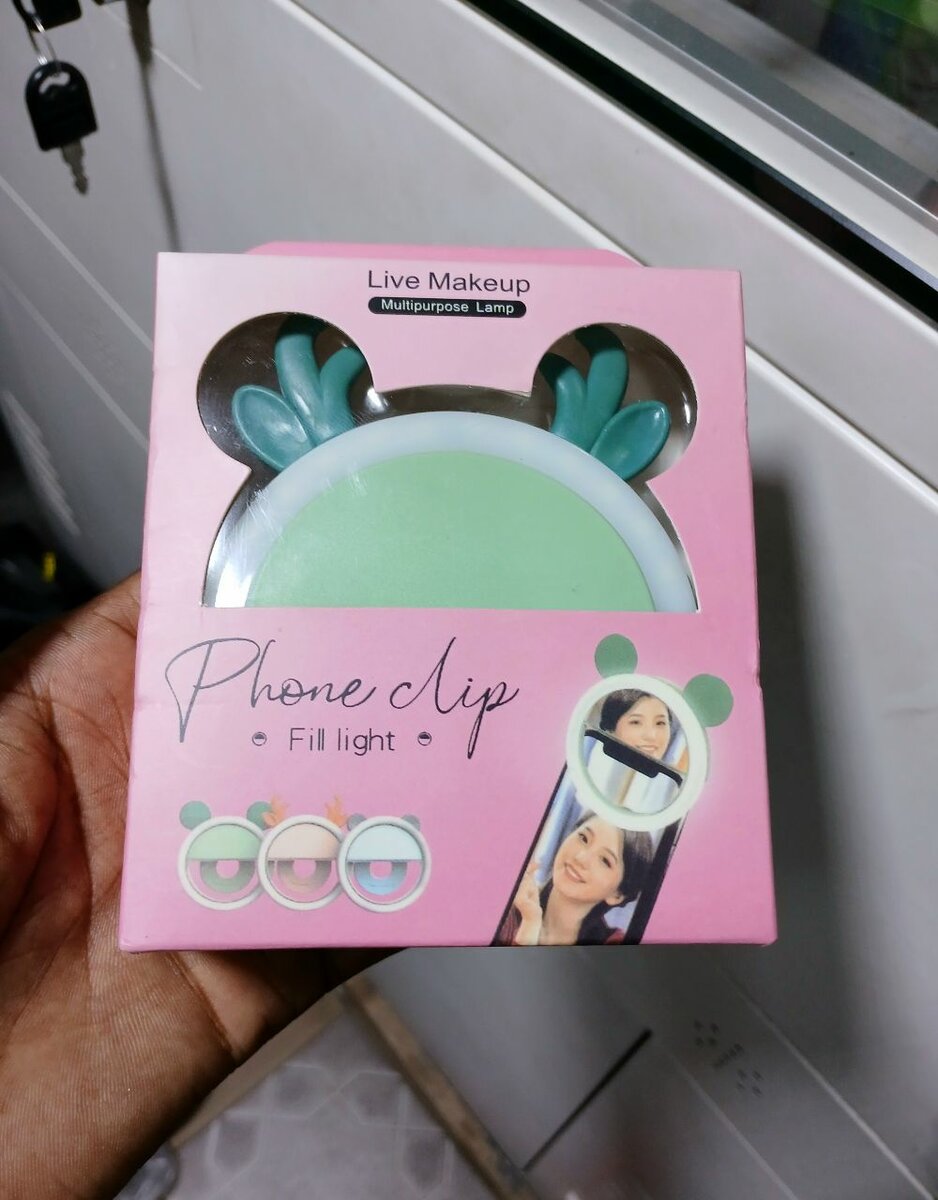 Live Makeup
Multipurpose Lamp
Phone clip
Fill light